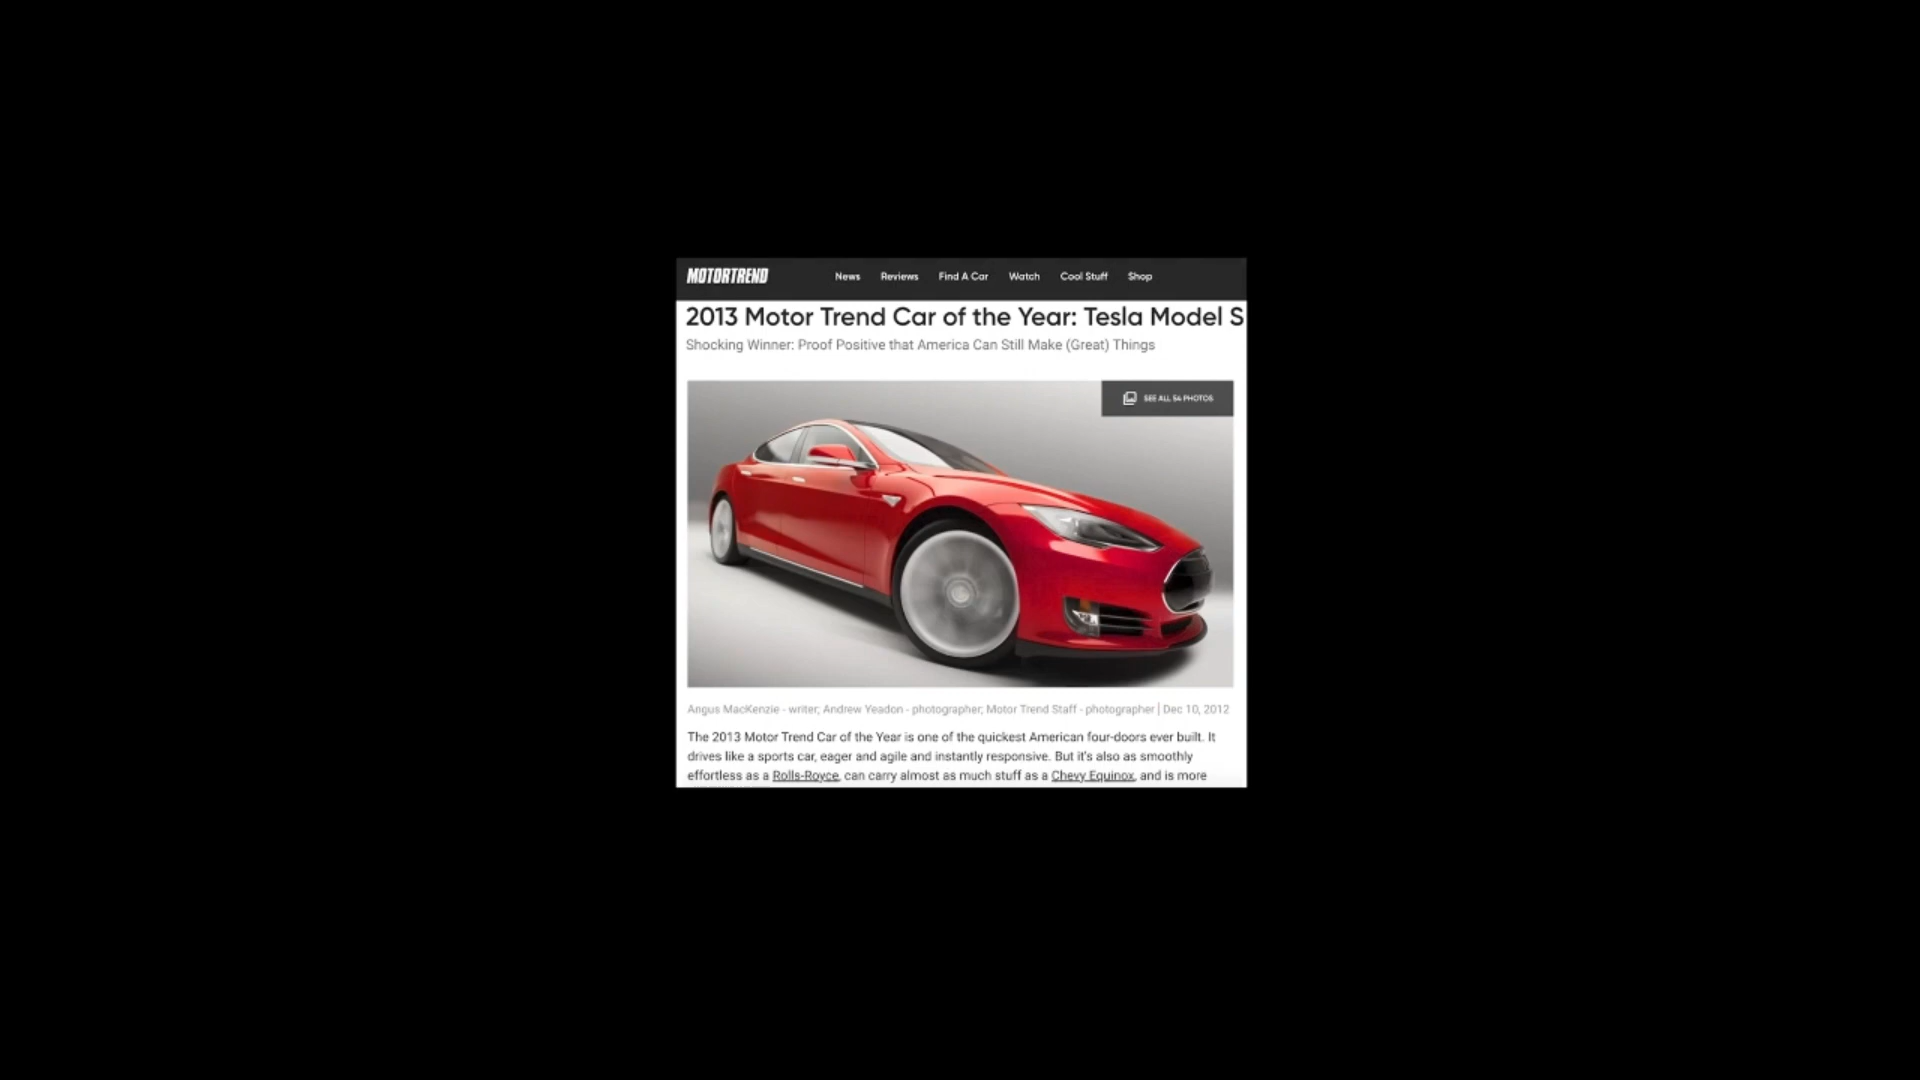 MOTORTREND News Reviews Find A Car Watch Cool Stuff Shop
2013 Motor Trend Car of the Year: Tesla Model S
Shocking Winner: Proof Positive that America Can Still Make (Great) Things
SEE ALL 54 PHOTOS
Angus MacKenzie - writer; Andrew Yeadon - photographer; Motor Trend Staff - photographer | Dec 10, 2012
The 2013 Motor Trend Car of the Year is one of the quickest American four-doors ever built. It
drives like a sports car, eager and agile and instantly responsive. But it's also as smoothly
effortless as a Rolls-Royce, can carry almost as much stuff as a Chevy Equinox, and is more